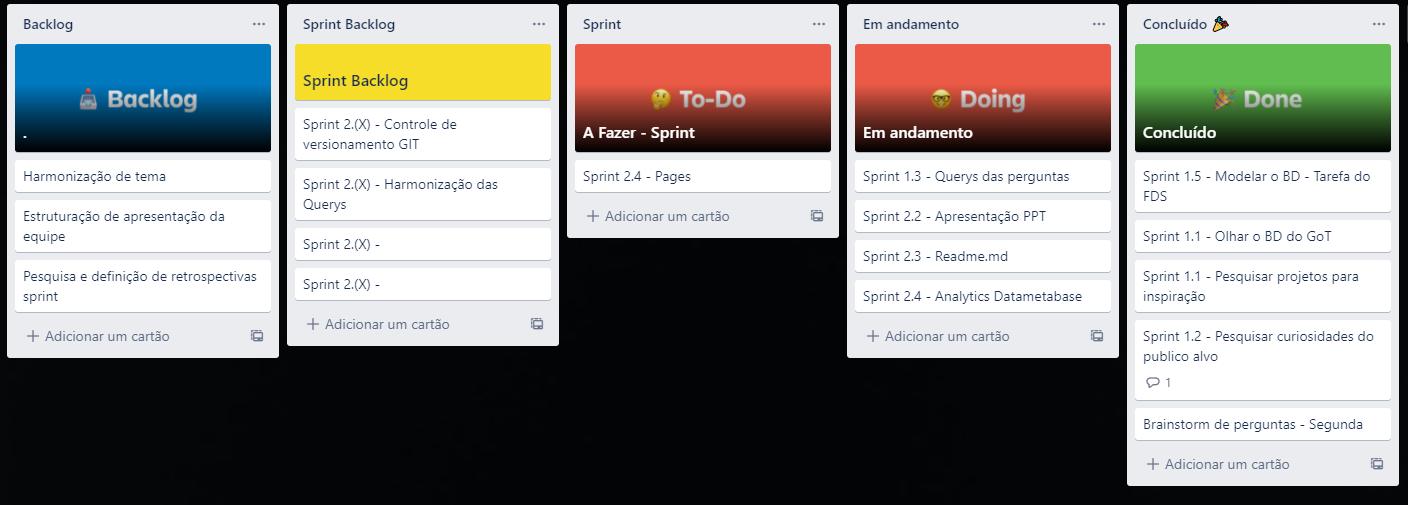 Backlog
Backlog
.
Harmonização de tema
Estruturação de apresentação da
equipe
Pesquisa e definição de retrospectivas
sprint
Adicionar um cartão
Sprint Backlog
Sprint Backlog
Sprint 2.(X) - Controle de
versionamento GIT
Sprint 2.(X) - Harmonização das
Querys
Sprint 2.(X) -
Sprint 2.(X) -
Adicionar um cartão
Sprint
To-Do
A Fazer - Sprint
Sprint 2.4 - Pages
Adicionar um cartão
Em andamento
Doing
Em andamento
Sprint 1.3 - Querys das perguntas
Sprint 2.2 - Apresentação PPT
Sprint 2.3 - Readme.md
Sprint 2.4 - Analytics Datametabase
Adicionar um cartão
Concluído
Done
Concluído
Sprint 1.5 - Modelar o BD - Tarefa do
FDS
Sprint 1.1 - Olhar o BD do GoT
Sprint 1.1 - Pesquisar projetos para
inspiração
Sprint 1.2 - Pesquisar curiosidades do
publico alvo
1
Brainstorm de perguntas - Segunda
Adicionar um cartão